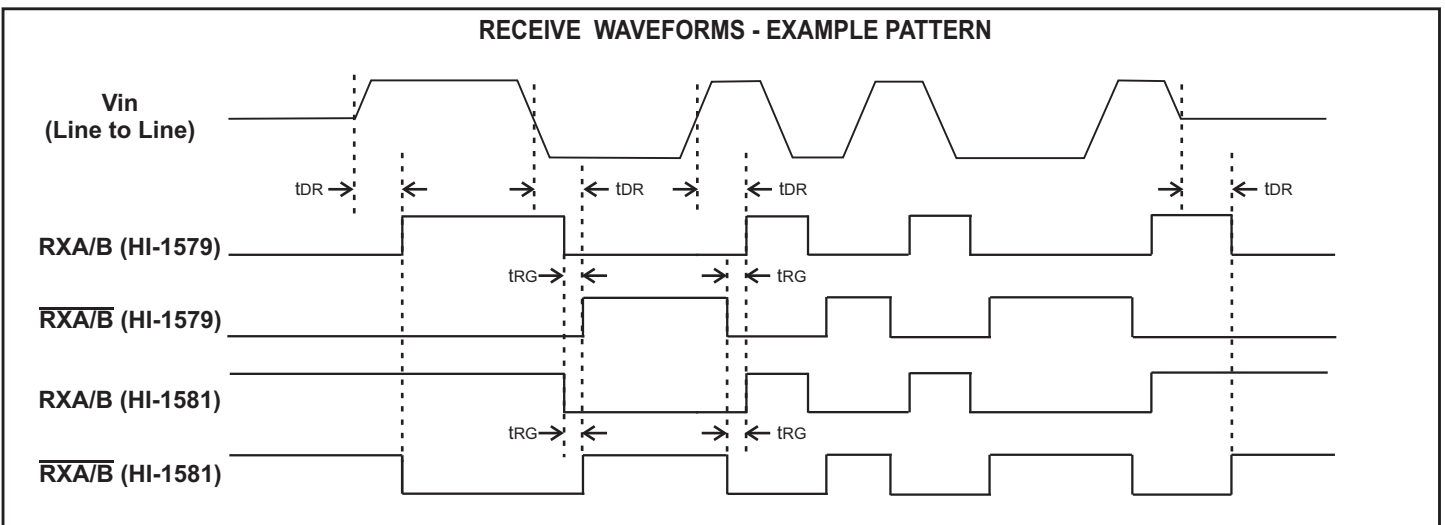 RECEIVE WAVEFORMS - EXAMPLE PATTERN
Vin
(Line to Line)
tDR
tDR
tDR
tDR
RXA/B (HI-1579)
tRG
tRG
RXA/B (HI-1579)
RXA/B (HI-1581)
tRG
tRG
RXA/B (HI-1581)